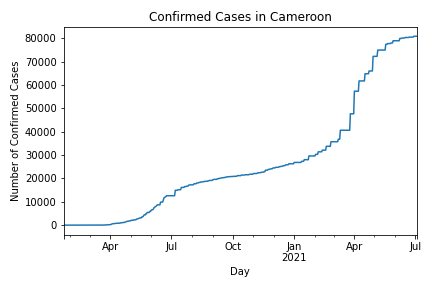 Confirmed Cases in Cameroon
Number of Confirmed Cases
80000
70000
60000
50000
40000
30000
20000
10000
0
Apr Jul Oct Jan Apr Jul
2021
Day